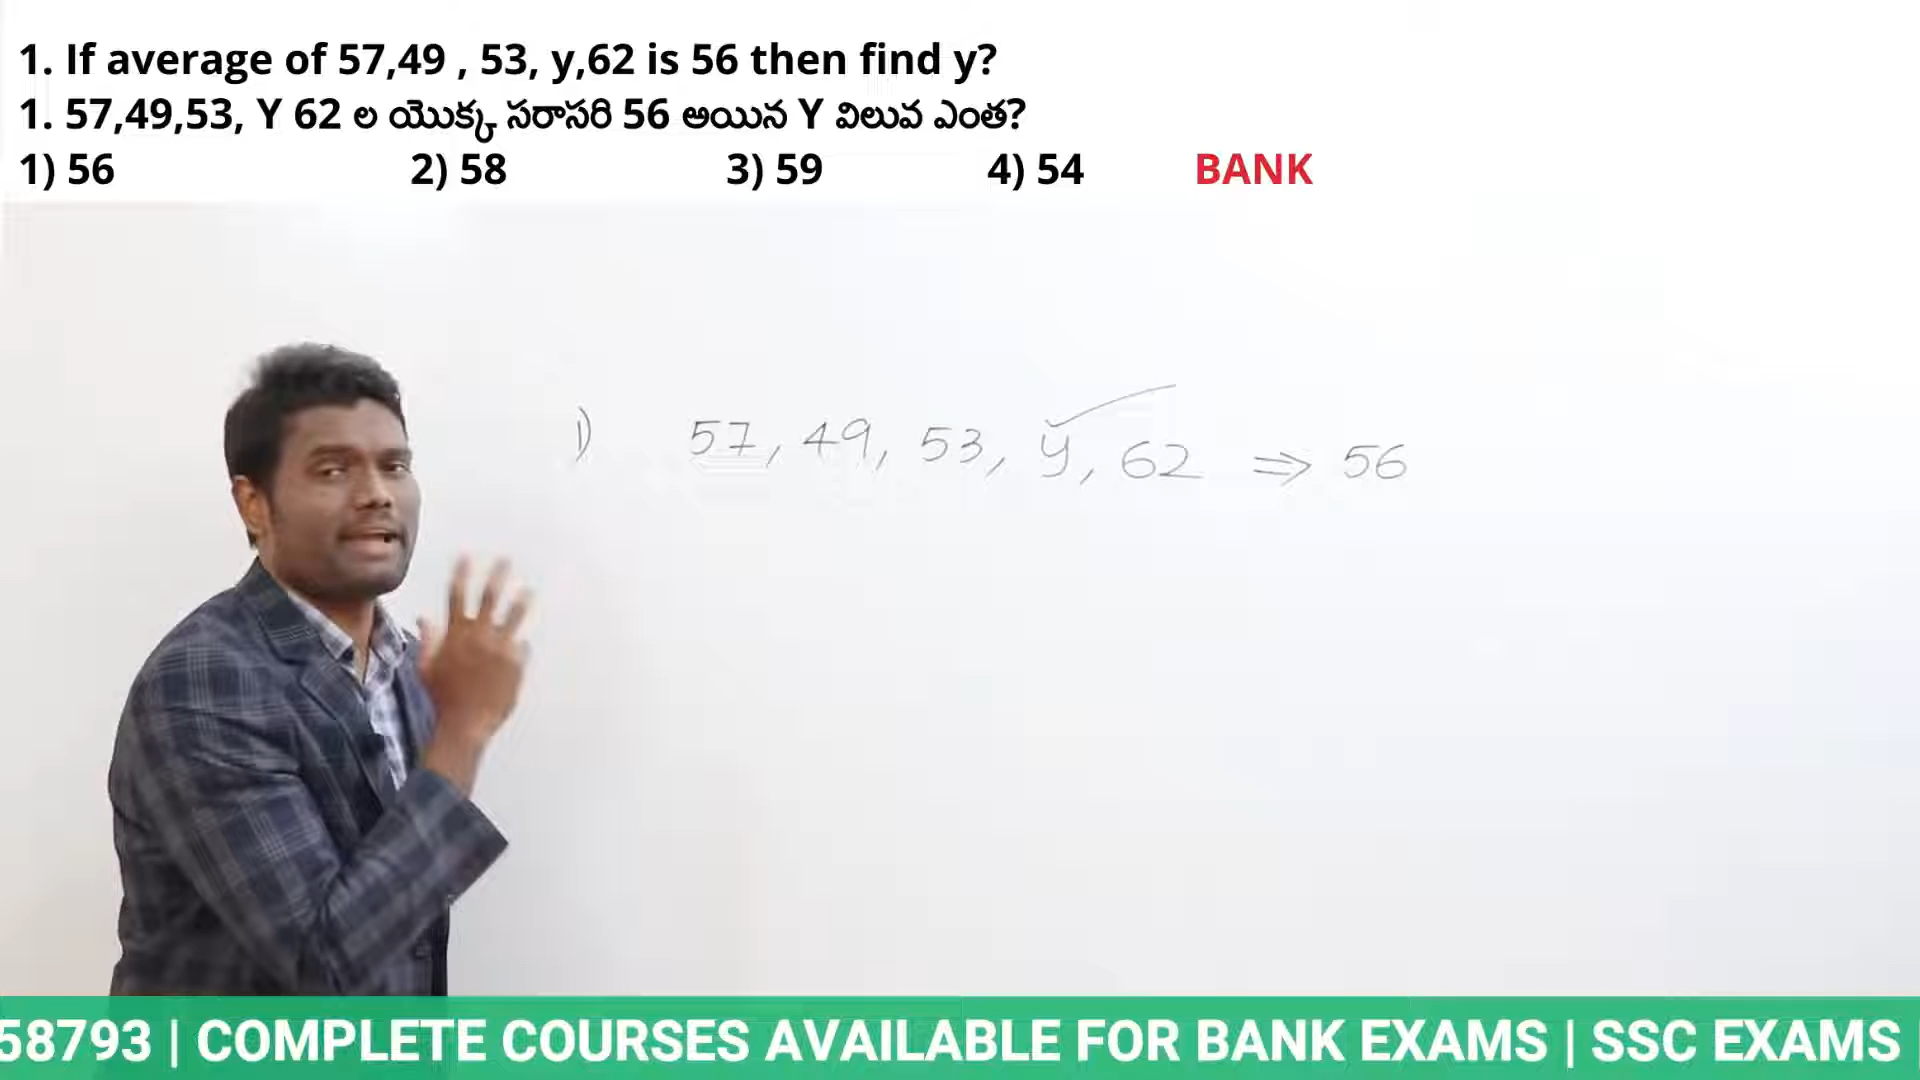 1. If average of 57,49 , 53, y,62 is 56 then find y?
1. 57,49,53, Y 62 ల యొక్క సరాసరి 56 అయిన Y విలువ ఎంత?
1) 56 2) 58 3) 59 4) 54 BANK
1) 57, 49, 53, y, 62 ⇒ 56
58793 | COMPLETE COURSES AVAILABLE FOR BANK EXAMS | SSC EXAMS